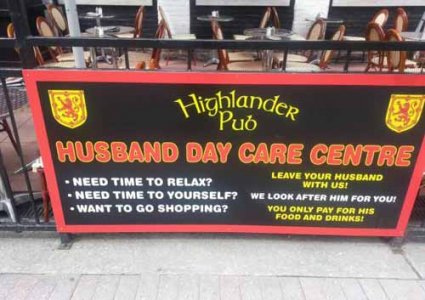 Highlander
Pub
HUSBAND DAY CARE CENTRE
• NEED TIME TO RELAX?
• NEED TIME TO YOURSELF?
• WANT TO GO SHOPPING?
LEAVE YOUR HUSBAND
WITH US!
WE LOOK AFTER HIM FOR YOU!
YOU ONLY PAY FOR HIS
FOOD AND DRINKS!